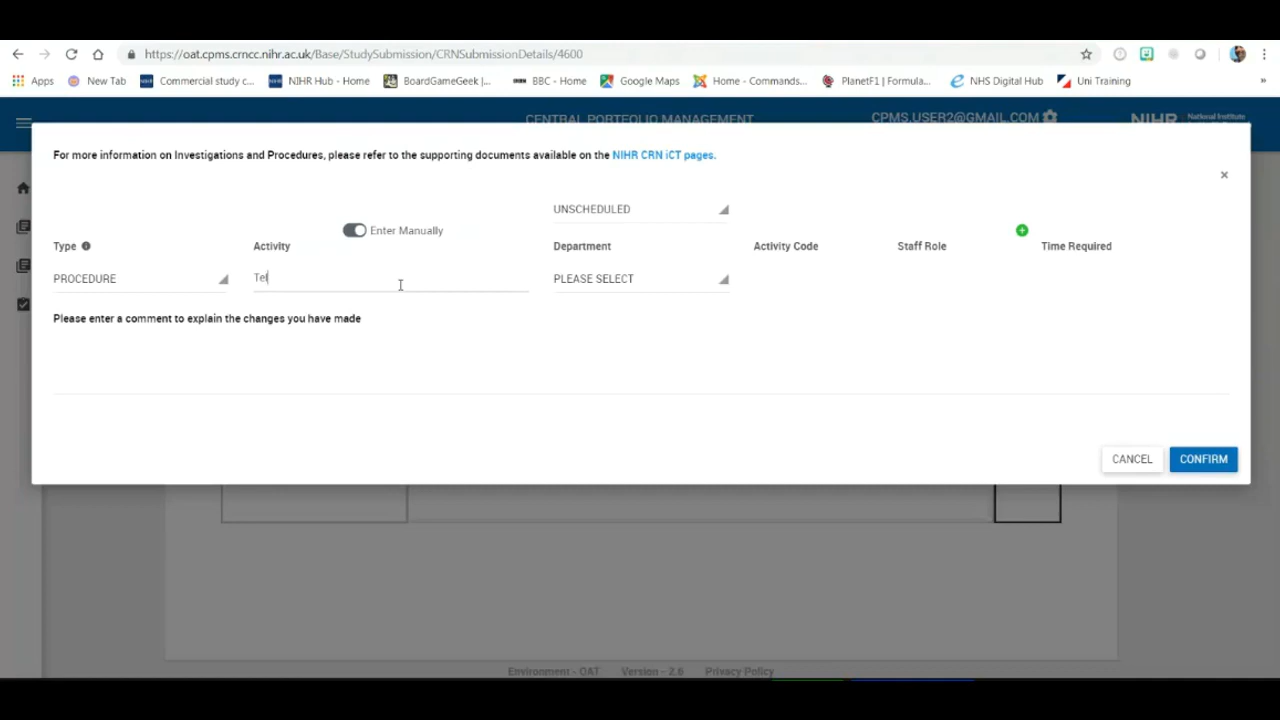 https://oat.cpms.crncc.nihr.ac.uk/Base/StudySubmission/CRNSubmissionDetails/4600
Apps New Tab Commercial study c... NIHR Hub - Home BoardGameGeek |... BBC - Home Google Maps Home - Commands... PlanetF1 | Formula... NHS Digital Hub Uni Training »
CENTRAL PORTFOLIO MANAGEMENT CPMS.USER2@GMAIL.COM NIHR National Institute
For more information on Investigations and Procedures, please refer to the supporting documents available on the NIHR CRN iCT pages.
UNSCHEDULED
Enter Manually
Type Activity Department Activity Code Staff Role Time Required
PROCEDURE Tel PLEASE SELECT
Please enter a comment to explain the changes you have made
CANCEL CONFIRM
Environment - OAT Version - 2.6 Privacy Policy